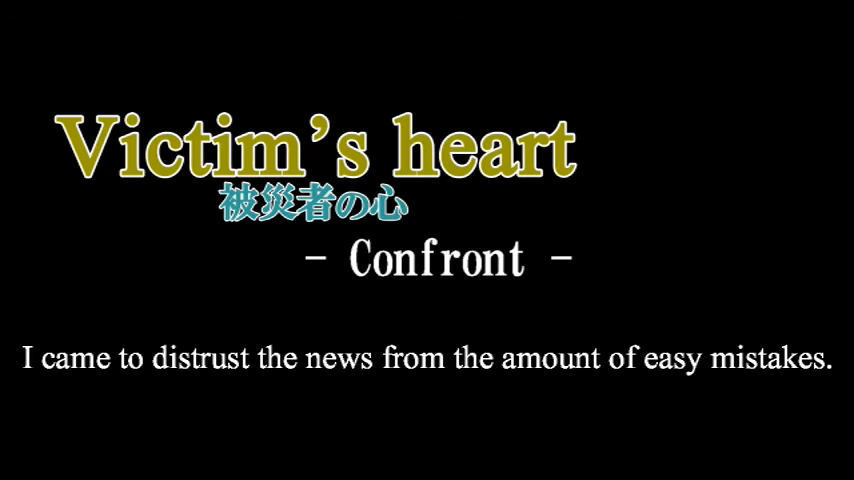 Victim’s heart
被災者の心
- Confront -
I came to distrust the news from the amount of easy mistakes.